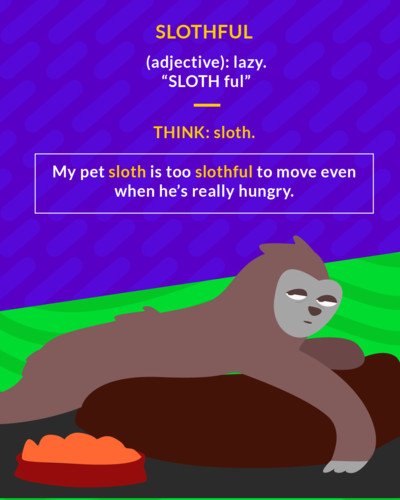 SLOTHFUL
(adjective): lazy.
“SLOTH ful”
THINK: sloth.
My pet sloth is too slothful to move even
when he’s really hungry.